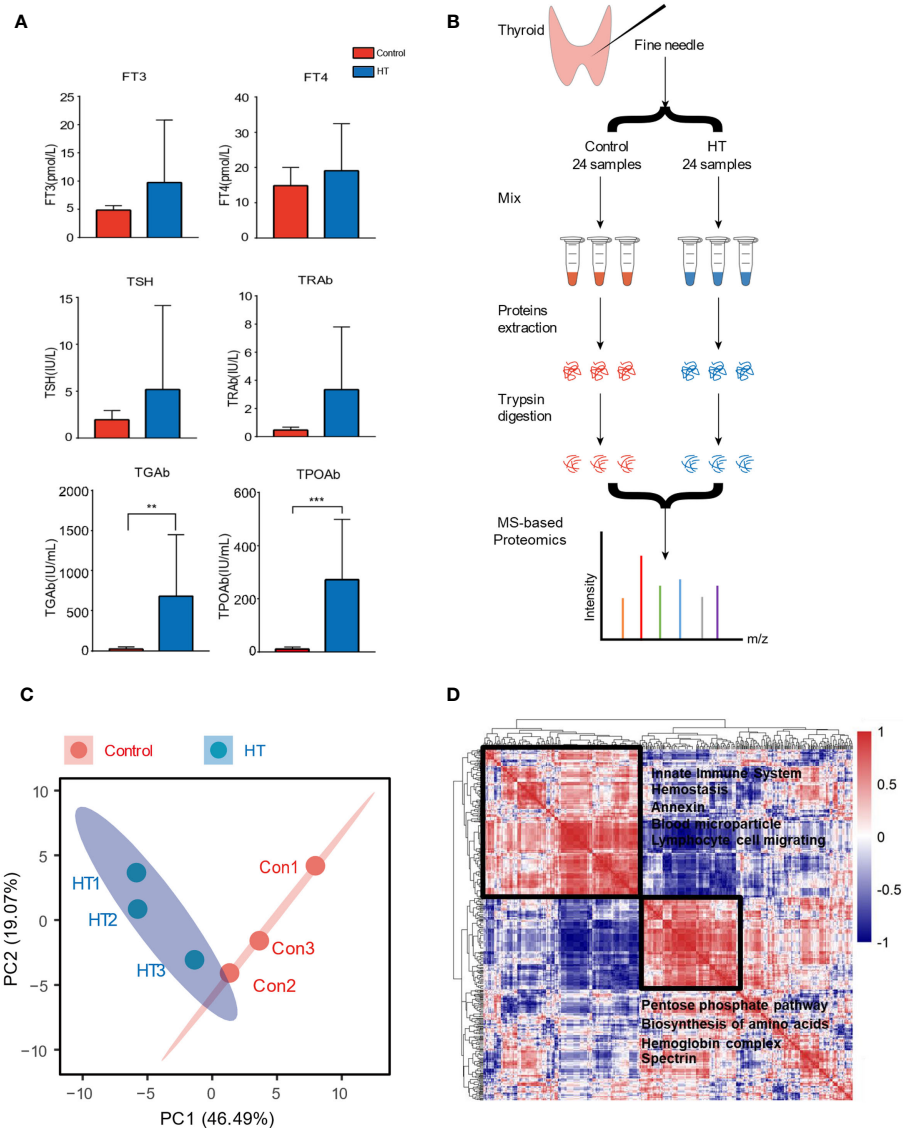 A
Control
HT
FT3
FT4
25
20
15
10
5
0
FT3(pmol/L)
40
30
20
10
0
FT4(pmol/L)
TSH
TRAb
15
10
5
0
TSH(IU/L)
10
8
6
4
2
0
TRAb(IU/L)
TGAb
TPOAb
2000
1500
1000
500
0
TGAb(IU/mL)
**
600
400
200
0
TPOAb(IU/mL)
***
B
Thyroid
Fine needle
Control
24 samples
HT
24 samples
Mix
Proteins
extraction
Trypsin
digestion
MS-based
Proteomics
Intensity
m/z
C
Control
HT
10
5
0
−5
−10
PC2 (19.07%)
HT1
HT2
HT3
Con1
Con3
Con2
−10
−5
0
5
10
PC1 (46.49%)
D
Innate Immune System
Hemostasis
Annexin
Blood microparticle
Lymphocyte cell migrating
Pentose phosphate pathway
Biosynthesis of amino acids
Hemoglobin complex
Spectrin
1
0.5
0
-0.5
-1